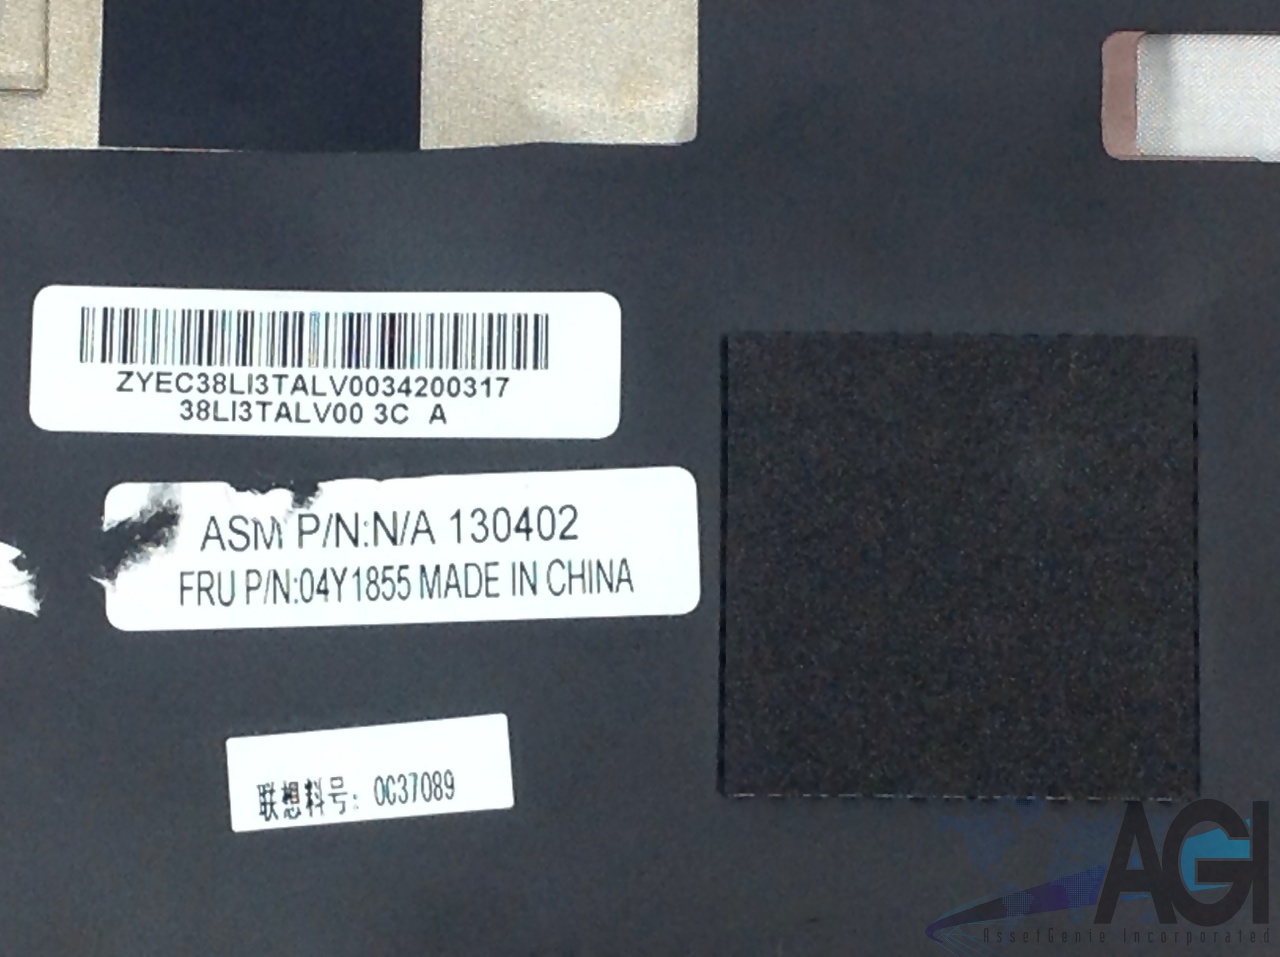 ZYEC38LI3TALV0034200317
38LI3TALV00 3C A
ASM P/N:N/A 130402
FRU P/N:04Y1855 MADE IN CHINA
联想料号: 0C37089
AGI
AssetGenie Incorporated